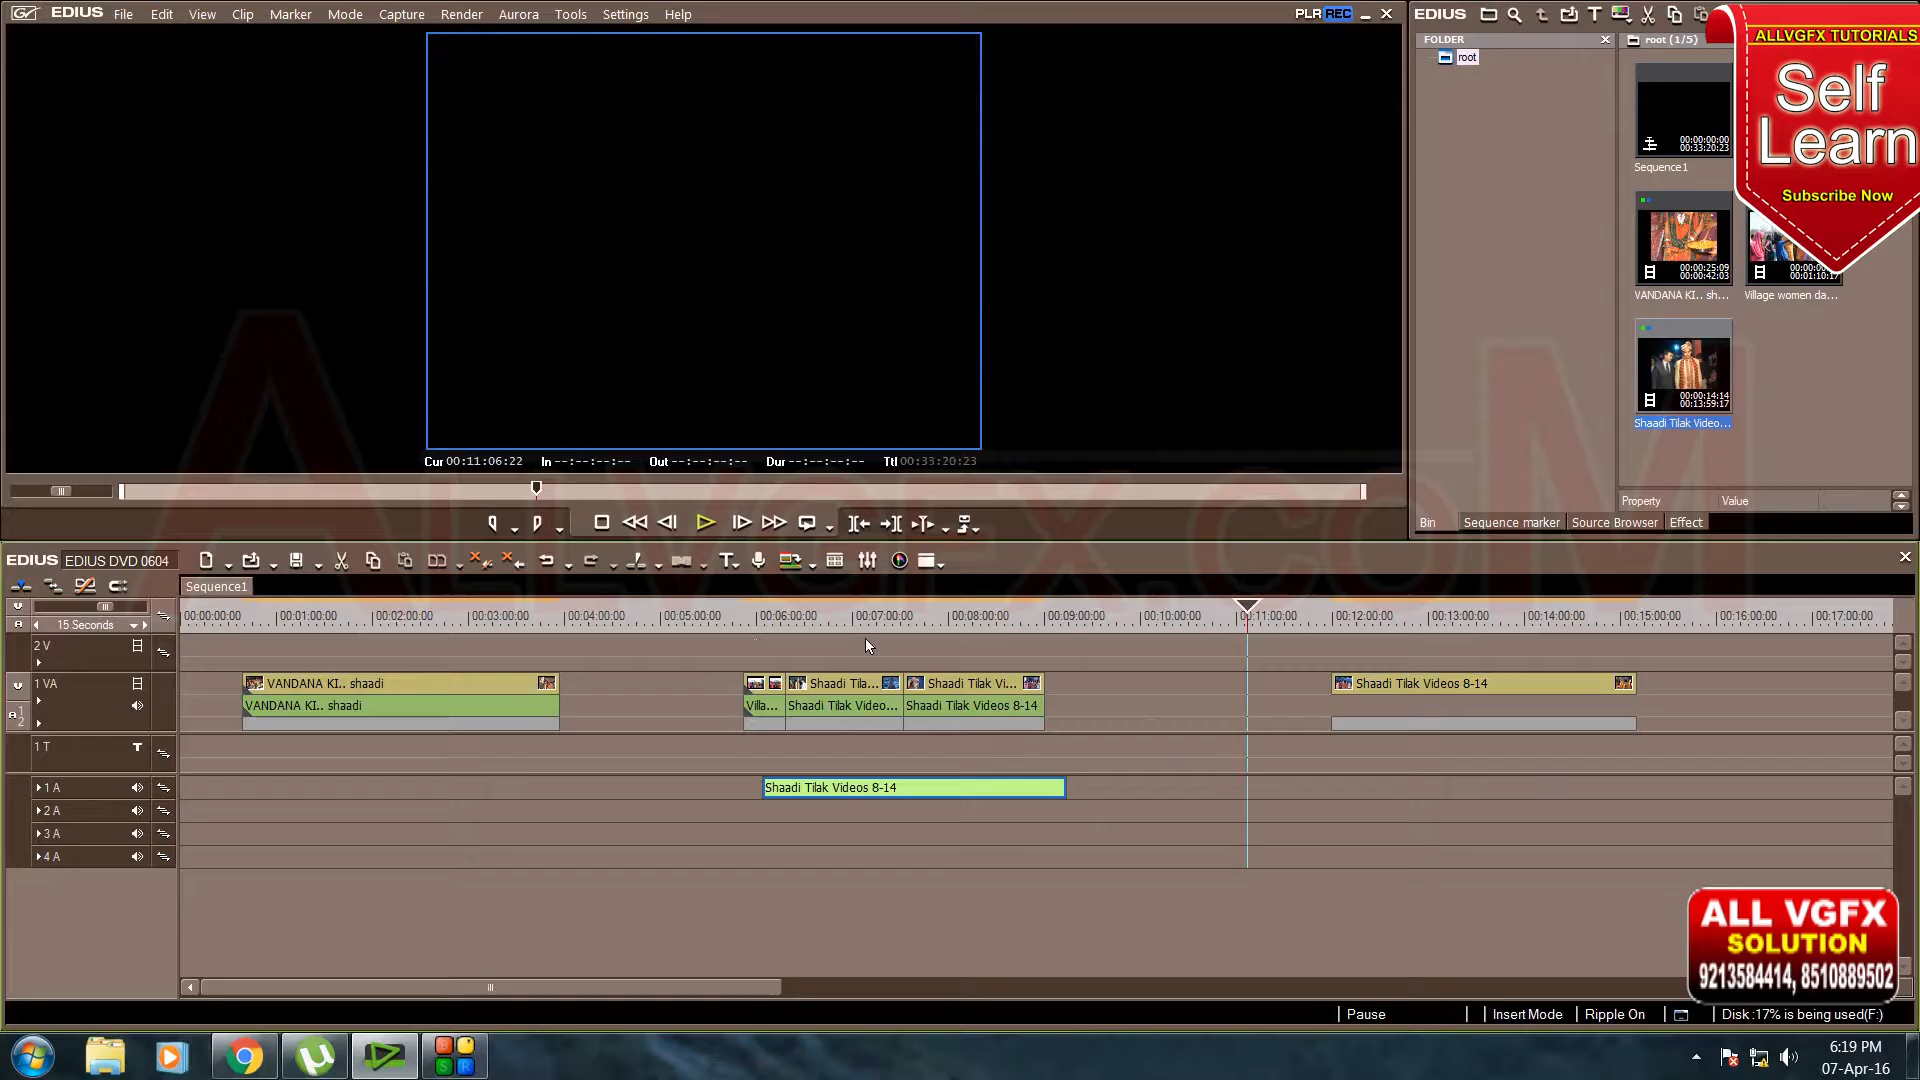 EDIUS File Edit View Clip Marker Mode Capture Render Aurora Tools Settings Help
PLR REC
EDIUS
FOLDER
root
root (1/5)
00:00:00:00
00:33:20:23
Sequence1
00:00:25:09
00:00:42:03
VANDANA KI.. sh...
Village women da...
00:00:14:14
00:13:59:17
Shaadi Tilak Video...
Property Value
Bin Sequence marker Source Browser Effect
ALLVGFX TUTORIALS
Self
Learn
Subscribe Now
Cur 00:11:06:22 In --:--:--:-- Out --:--:--:-- Dur --:--:--:-- Ttl 00:33:20:23
ALLVGFX.COM
EDIUS EDIUS DVD 0604
Sequence1
15 Seconds
00:00:00:00 00:01:00:00 00:02:00:00 00:03:00:00 00:04:00:00 00:05:00:00 00:06:00:00 00:07:00:00 00:08:00:00 00:09:00:00 00:10:00:00 00:11:00:00 00:12:00:00 00:13:00:00 00:14:00:00 00:15:00:00 00:16:00:00 00:17:00:00
2 V
1 VA
VANDANA KI.. shaadi Shaadi Tila... Shaadi Tilak Vi... Shaadi Tilak Videos 8-14
A 1 2
VANDANA KI.. shaadi Villa... Shaadi Tilak Video... Shaadi Tilak Videos 8-14
1 T T
1 A Shaadi Tilak Videos 8-14
2 A
3 A
4 A
ALL VGFX
SOLUTION
9213584414, 8510889502
Pause Insert Mode Ripple On Disk :17% is being used(F:)
6:19 PM
07-Apr-16